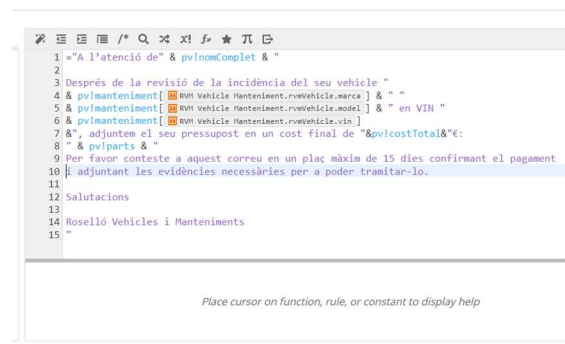 /* x! fx π
1 ="A l'atenció de" & pv!nomComplet & "
2
3 Després de la revisió de la incidència del seu vehicle "
4 & pv!manteniment[ RVM Vehicle Manteniment.rvmVehicle.marca ] & " "
5 & pv!manteniment[ RVM Vehicle Manteniment.rvmVehicle.model ] & " en VIN "
6 & pv!manteniment[ RVM Vehicle Manteniment.rvmVehicle.vin ]
7 &", adjuntem el seu pressupost en un cost final de "&pv!costTotal&"€:
8 " & pv!parts & "
9 Per favor conteste a aquest correu en un plaç màxim de 15 dies confirmant el pagament
10 i adjuntant les evidències necessàries per a poder tramitar-lo.
11
12 Salutacions
13
14 Roselló Vehicles i Manteniments
15 "
Place cursor on function, rule, or constant to display help